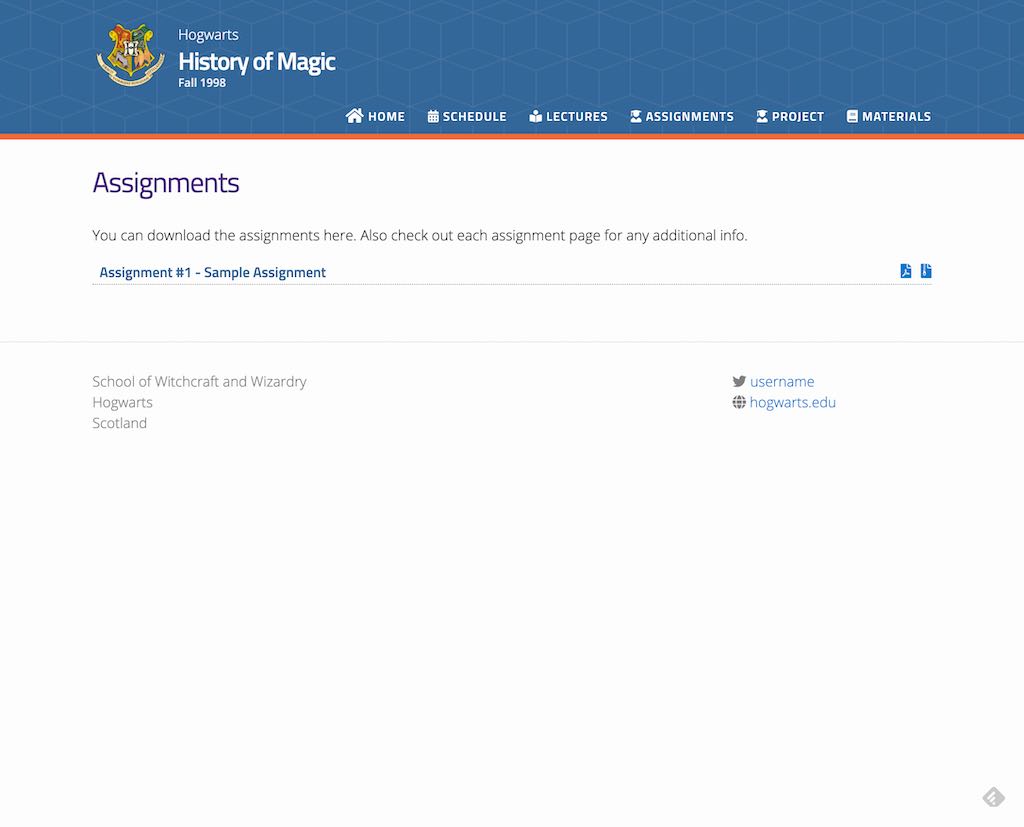 Hogwarts
History of Magic
Fall 1998
HOME SCHEDULE LECTURES ASSIGNMENTS PROJECT MATERIALS
Assignments
You can download the assignments here. Also check out each assignment page for any additional info.
Assignment #1 - Sample Assignment
School of Witchcraft and Wizardry
Hogwarts
Scotland
username
hogwarts.edu